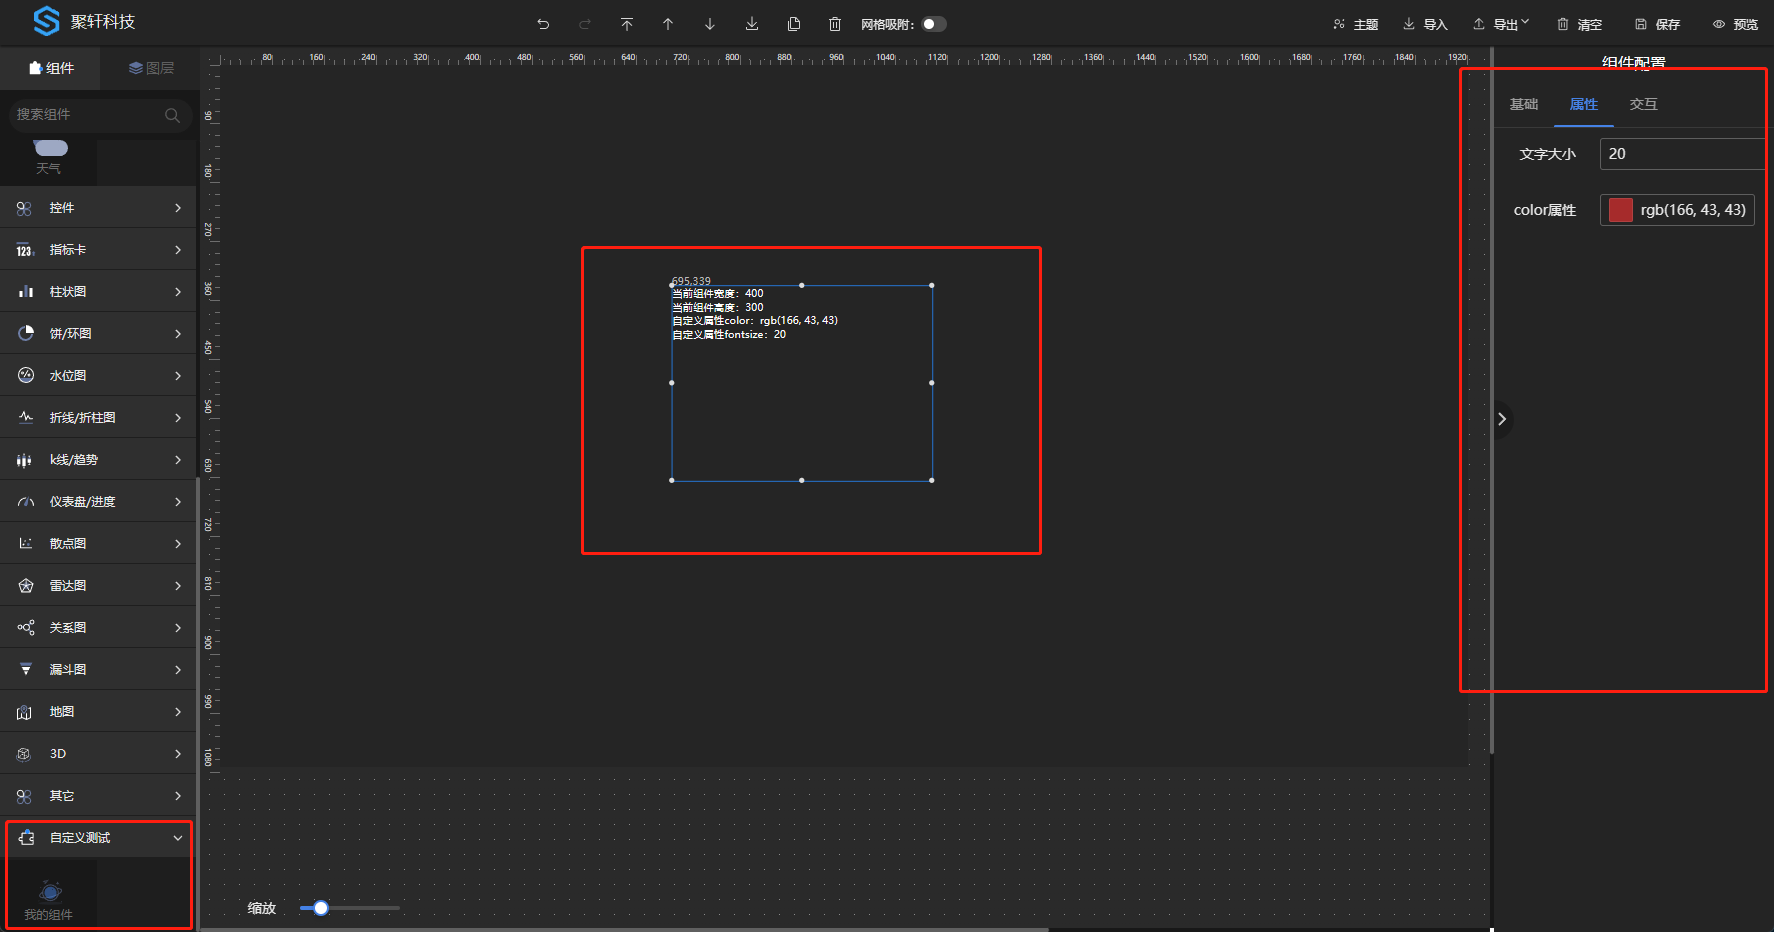 聚轩科技
网格吸附：
主题
导入
导出
清空
保存
预览
组件
图层
搜索组件
天气
控件
123
指标卡
柱状图
饼/环图
水位图
折线/折柱图
k线/趋势
仪表盘/进度
散点图
雷达图
关系图
漏斗图
地图
3D
其它
自定义测试
我的组件
80 160 240 320 400 480 560 640 720 800 880 960 1040 1120 1200 1280 1360 1440 1520 1600 1680 1760 1840 1920
90
180
270
360
450
540
630
720
810
900
990
1080
695,339
当前组件宽度：400
当前组件高度：300
自定义属性color：rgb(166, 43, 43)
自定义属性fontsize：20
缩放
组件配置
基础
属性
交互
文字大小
20
color属性
rgb(166, 43, 43)